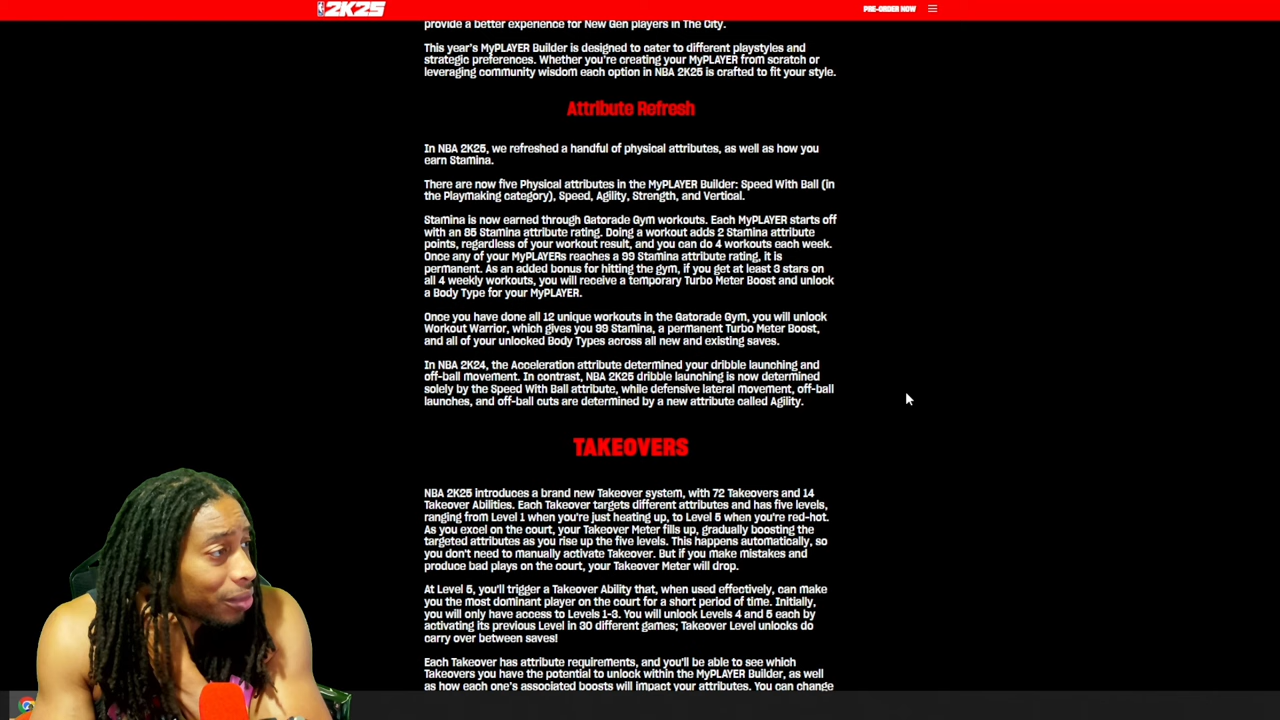 NBA 2K25
PRE-ORDER NOW
provide a better experience for New Gen players in The City.
This year's MyPLAYER Builder is designed to cater to different playstyles and
strategic preferences. Whether you're creating your MyPLAYER from scratch or
leveraging community wisdom each option in NBA 2K25 is crafted to fit your style.
Attribute Refresh
In NBA 2K25, we refreshed a handful of physical attributes, as well as how you
earn Stamina.
There are now five Physical attributes in the MyPLAYER Builder: Speed With Ball (in
the Playmaking category), Speed, Agility, Strength, and Vertical.
Stamina is now earned through Gatorade Gym workouts. Each MyPLAYER starts off
with an 85 Stamina attribute rating. Doing a workout adds 2 Stamina attribute
points, regardless of your workout result, and you can do 4 workouts each week.
Once any of your MyPLAYERs reaches a 99 Stamina attribute rating, it is
permanent. As an added bonus for hitting the gym, if you get at least 3 stars on
all 4 weekly workouts, you will receive a temporary Turbo Meter Boost and unlock
a Body Type for your MyPLAYER.
Once you have done all 12 unique workouts in the Gatorade Gym, you will unlock
Workout Warrior, which gives you 99 Stamina, a permanent Turbo Meter Boost,
and all of your unlocked Body Types across all new and existing saves.
In NBA 2K24, the Acceleration attribute determined your dribble launching and
off-ball movement. In contrast, NBA 2K25 dribble launching is now determined
solely by the Speed With Ball attribute, while defensive lateral movement, off-ball
launches, and off-ball cuts are determined by a new attribute called Agility.
TAKEOVERS
NBA 2K25 introduces a brand new Takeover system, with 72 Takeovers and 14
Takeover Abilities. Each Takeover targets different attributes and has five levels,
ranging from Level 1 when you're just heating up, to Level 5 when you're red-hot.
As you excel on the court, your Takeover Meter fills up, gradually boosting the
targeted attributes as you rise up the five levels. This happens automatically, so
you don't need to manually activate Takeover. But if you make mistakes and
produce bad plays on the court, your Takeover Meter will drop.
At Level 5, you'll trigger a Takeover Ability that, when used effectively, can make
you the most dominant player on the court for a short period of time. Initially,
you will only have access to Levels 1-3. You will unlock Levels 4 and 5 each by
activating its previous Level in 30 different games; Takeover Level unlocks do
carry over between saves!
Each Takeover has attribute requirements, and you'll be able to see which
Takeovers you have the potential to unlock within the MyPLAYER Builder, as well
as how each one's associated boosts will impact your attributes. You can change